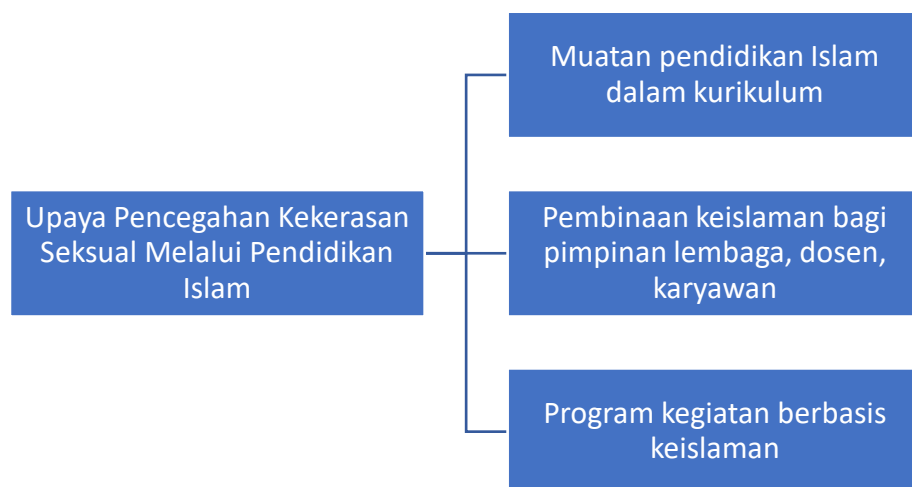 Muatan pendidikan Islam
dalam kurikulum
Upaya Pencegahan Kekerasan
Seksual Melalui Pendidikan
Islam
Pembinaan keislaman bagi
pimpinan lembaga, dosen,
karyawan
Program kegiatan berbasis
keislaman